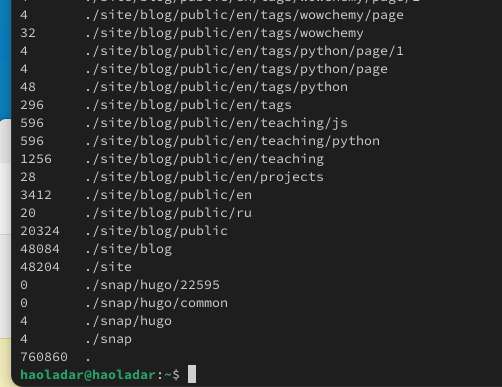 4 ./site/blog/public/en/tags/wowchemy/page
32 ./site/blog/public/en/tags/wowchemy
4 ./site/blog/public/en/tags/python/page/1
4 ./site/blog/public/en/tags/python/page
48 ./site/blog/public/en/tags/python
296 ./site/blog/public/en/tags
596 ./site/blog/public/en/teaching/js
596 ./site/blog/public/en/teaching/python
1256 ./site/blog/public/en/teaching
28 ./site/blog/public/en/projects
3412 ./site/blog/public/en
20 ./site/blog/public/ru
20324 ./site/blog/public
48084 ./site/blog
48204 ./site
0 ./snap/hugo/22595
0 ./snap/hugo/common
4 ./snap/hugo
4 ./snap
760860 .
haoladar@haoladar:~$